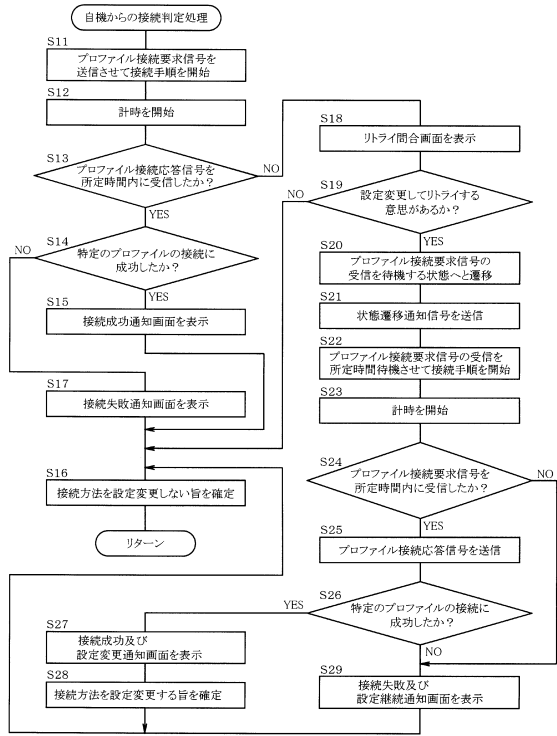 自機からの接続判定処理
S11
プロファイル接続要求信号を
送信させて接続手順を開始
S12
計時を開始
S13
プロファイル接続応答信号を
所定時間内に受信したか？
NO
YES
S14
特定のプロファイルの接続に
成功したか？
NO
YES
S15
接続成功通知画面を表示
S17
接続失敗通知画面を表示
S16
接続方法を設定変更しない旨を確定
リターン
S18
リトライ問合画面を表示
S19
設定変更してリトライする
意思があるか？
NO
YES
S20
プロファイル接続要求信号の
受信を待機する状態へと遷移
S21
状態遷移通知信号を送信
S22
プロファイル接続要求信号の受信を
所定時間待機させて接続手順を開始
S23
計時を開始
S24
プロファイル接続要求信号を
所定時間内に受信したか？
NO
YES
S25
プロファイル接続応答信号を送信
S26
特定のプロファイルの接続に
成功したか？
YES
NO
S27
接続成功及び
設定変更通知画面を表示
S28
接続方法を設定変更する旨を確定
S29
接続失敗及び
設定継続通知画面を表示